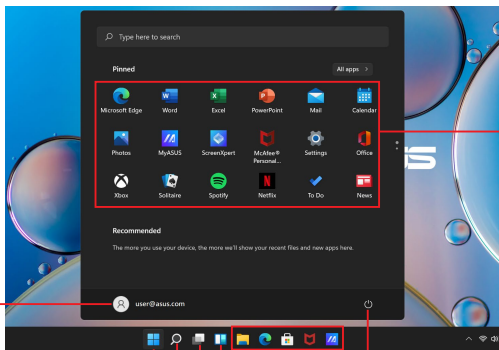 Type here to search
Pinned
All apps >
Microsoft Edge Word Excel PowerPoint Mail Calendar
Photos MyASUS ScreenXpert McAfee® Personal... Settings Office
Xbox Solitaire Spotify Netflix To Do News
Recommended
The more you use your device, the more we'll show your recent files and new apps here.
user@asus.com